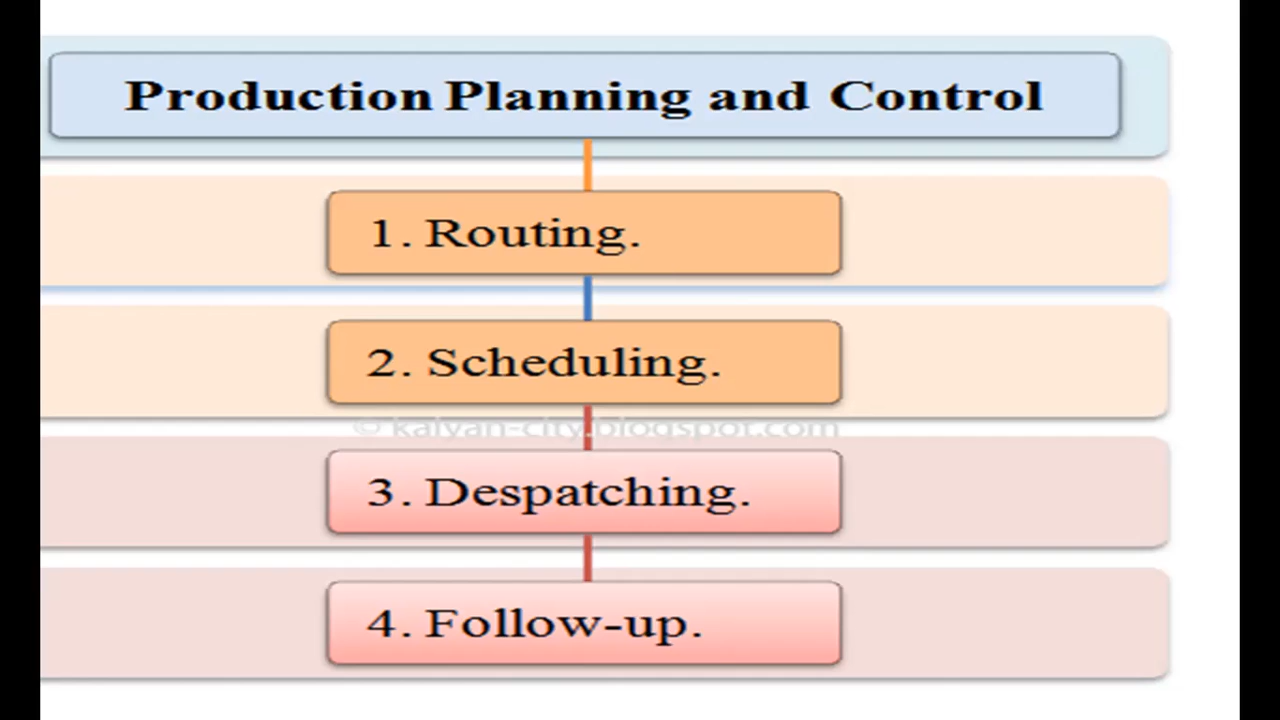 Production Planning and Control
1. Routing.
2. Scheduling.
© kalyan-city.blogspot.com
3. Despatching.
4. Follow-up.